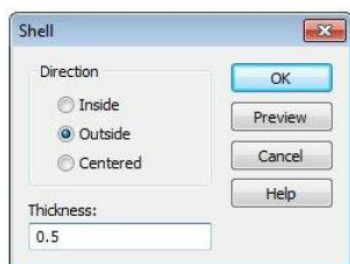 Shell
Direction
Inside
Outside
Centered
Thickness:
0.5
OK
Preview
Cancel
Help